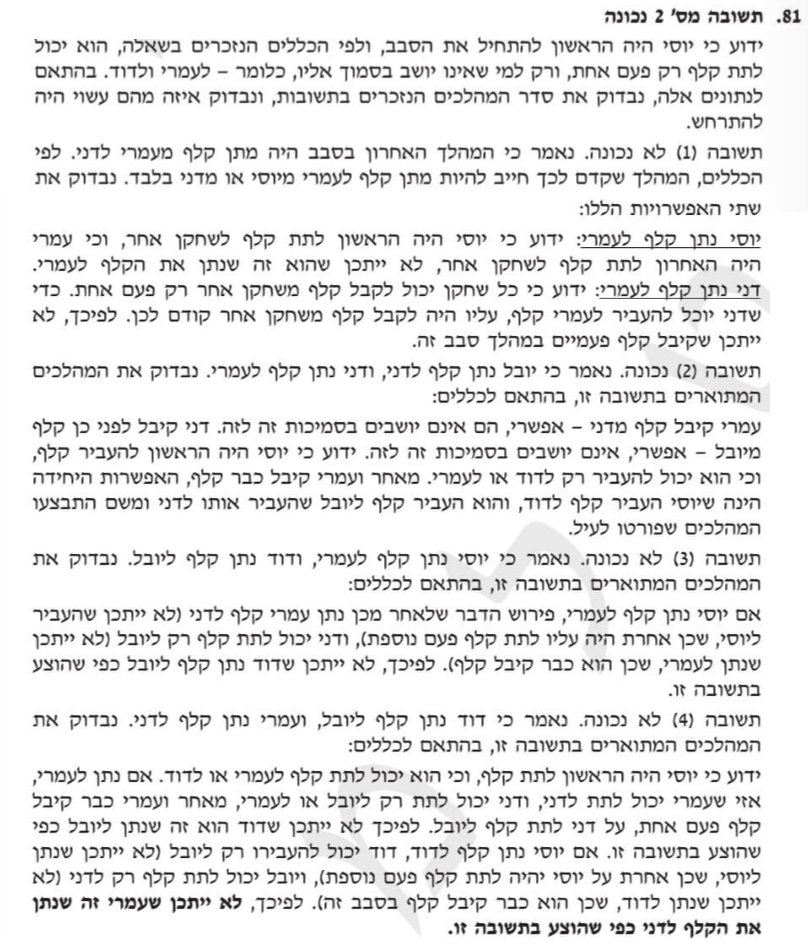 81. תשובה מס' 2 נכונה
ידוע כי יוסי היה הראשון להתחיל את הסבב, ולפי הכללים הנזכרים בשאלה, הוא יכול
לתת קלף רק פעם אחת, ורק למי שאינו יושב בסמוך אליו, כלומר – לעמרי ולדוד. בהתאם
לנתונים אלה, נבדוק את סדר המהלכים הנזכרים בתשובות, ונבדוק איזה מהם עשוי היה
להתרחש.
תשובה (1) לא נכונה. נאמר כי המהלך האחרון בסבב היה מתן קלף מעמרי לדני. לפי
הכללים, המהלך שקדם לכך חייב להיות מתן קלף לעמרי מיוסי או מדני בלבד. נבדוק את
שתי האפשרויות הללו:
יוסי נתן קלף לעמרי: ידוע כי יוסי היה הראשון לתת קלף לשחקן אחר, וכי עמרי
היה האחרון לתת קלף לשחקן אחר, לא ייתכן שהוא זה שנתן את הקלף לעמרי.
דני נתן קלף לעמרי: ידוע כי כל שחקן יכול לקבל קלף משחקן אחר רק פעם אחת. כדי
שדני יוכל להעביר לעמרי קלף, עליו היה לקבל קלף משחקן אחר קודם לכן. לפיכך, לא
ייתכן שקיבל קלף פעמיים במהלך סבב זה.
תשובה (2) נכונה. נאמר כי יובל נתן קלף לדני, ודני נתן קלף לעמרי. נבדוק את המהלכים
המתוארים בתשובה זו, בהתאם לכללים:
עמרי קיבל קלף מדני – אפשרי, הם אינם יושבים בסמיכות זה לזה. דני קיבל לפני כן קלף
מיובל – אפשרי, אינם יושבים בסמיכות זה לזה. ידוע כי יוסי היה הראשון להעביר קלף,
וכי הוא יכול להעביר רק לדוד או לעמרי. מאחר ועמרי קיבל כבר קלף, האפשרות היחידה
הינה שיוסי העביר קלף לדוד, והוא העביר קלף ליובל שהעביר אותו לדני ומשם התבצעו
המהלכים שפורטו לעיל.
תשובה (3) לא נכונה. נאמר כי יוסי נתן קלף לעמרי, ודוד נתן קלף ליובל. נבדוק את
המהלכים המתוארים בתשובה זו, בהתאם לכללים:
אם יוסי נתן קלף לעמרי, פירוש הדבר שלאחר מכן נתן עמרי קלף לדני (לא ייתכן שהעביר
ליוסי, שכן אחרת היה עליו לתת קלף פעם נוספת), ודני יכול לתת קלף רק ליובל (לא ייתכן
שנתן לעמרי, שכן הוא כבר קיבל קלף). לפיכך, לא ייתכן שדוד נתן קלף ליובל כפי שהוצע
בתשובה זו.
תשובה (4) לא נכונה. נאמר כי דוד נתן קלף ליובל, ועמרי נתן קלף לדני. נבדוק את
המהלכים המתוארים בתשובה זו, בהתאם לכללים:
ידוע כי יוסי היה הראשון לתת קלף, וכי הוא יכול לתת קלף לעמרי או לדוד. אם נתן לעמרי,
אזי שעמרי יכול לתת לדני, ודני יכול לתת רק ליובל או לעמרי, מאחר ועמרי כבר קיבל
קלף פעם אחת, על דני לתת קלף ליובל. לפיכך לא ייתכן שדוד הוא זה שנתן ליובל כפי
שהוצע בתשובה זו. אם יוסי נתן קלף לדוד, דוד יכול להעבירו רק ליובל (לא ייתכן שנתן
ליוסי, שכן אחרת על יוסי יהיה לתת קלף פעם נוספת), ויובל יכול לתת קלף רק לדני (לא
ייתכן שנתן לדוד, שכן הוא כבר קיבל קלף בסבב זה). לפיכך, לא ייתכן שעמרי זה שנתן
את הקלף לדני כפי שהוצע בתשובה זו.